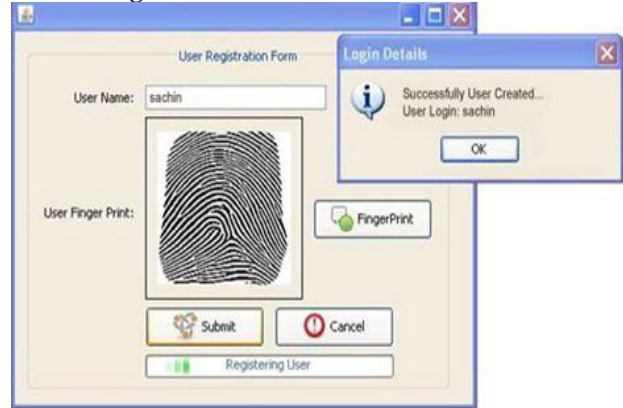 User Registration Form
Login Details
User Name:
sachin
Successfully User Created...
User Login: sachin
OK
User Finger Print:
FingerPrint
Submit
Cancel
Registering User